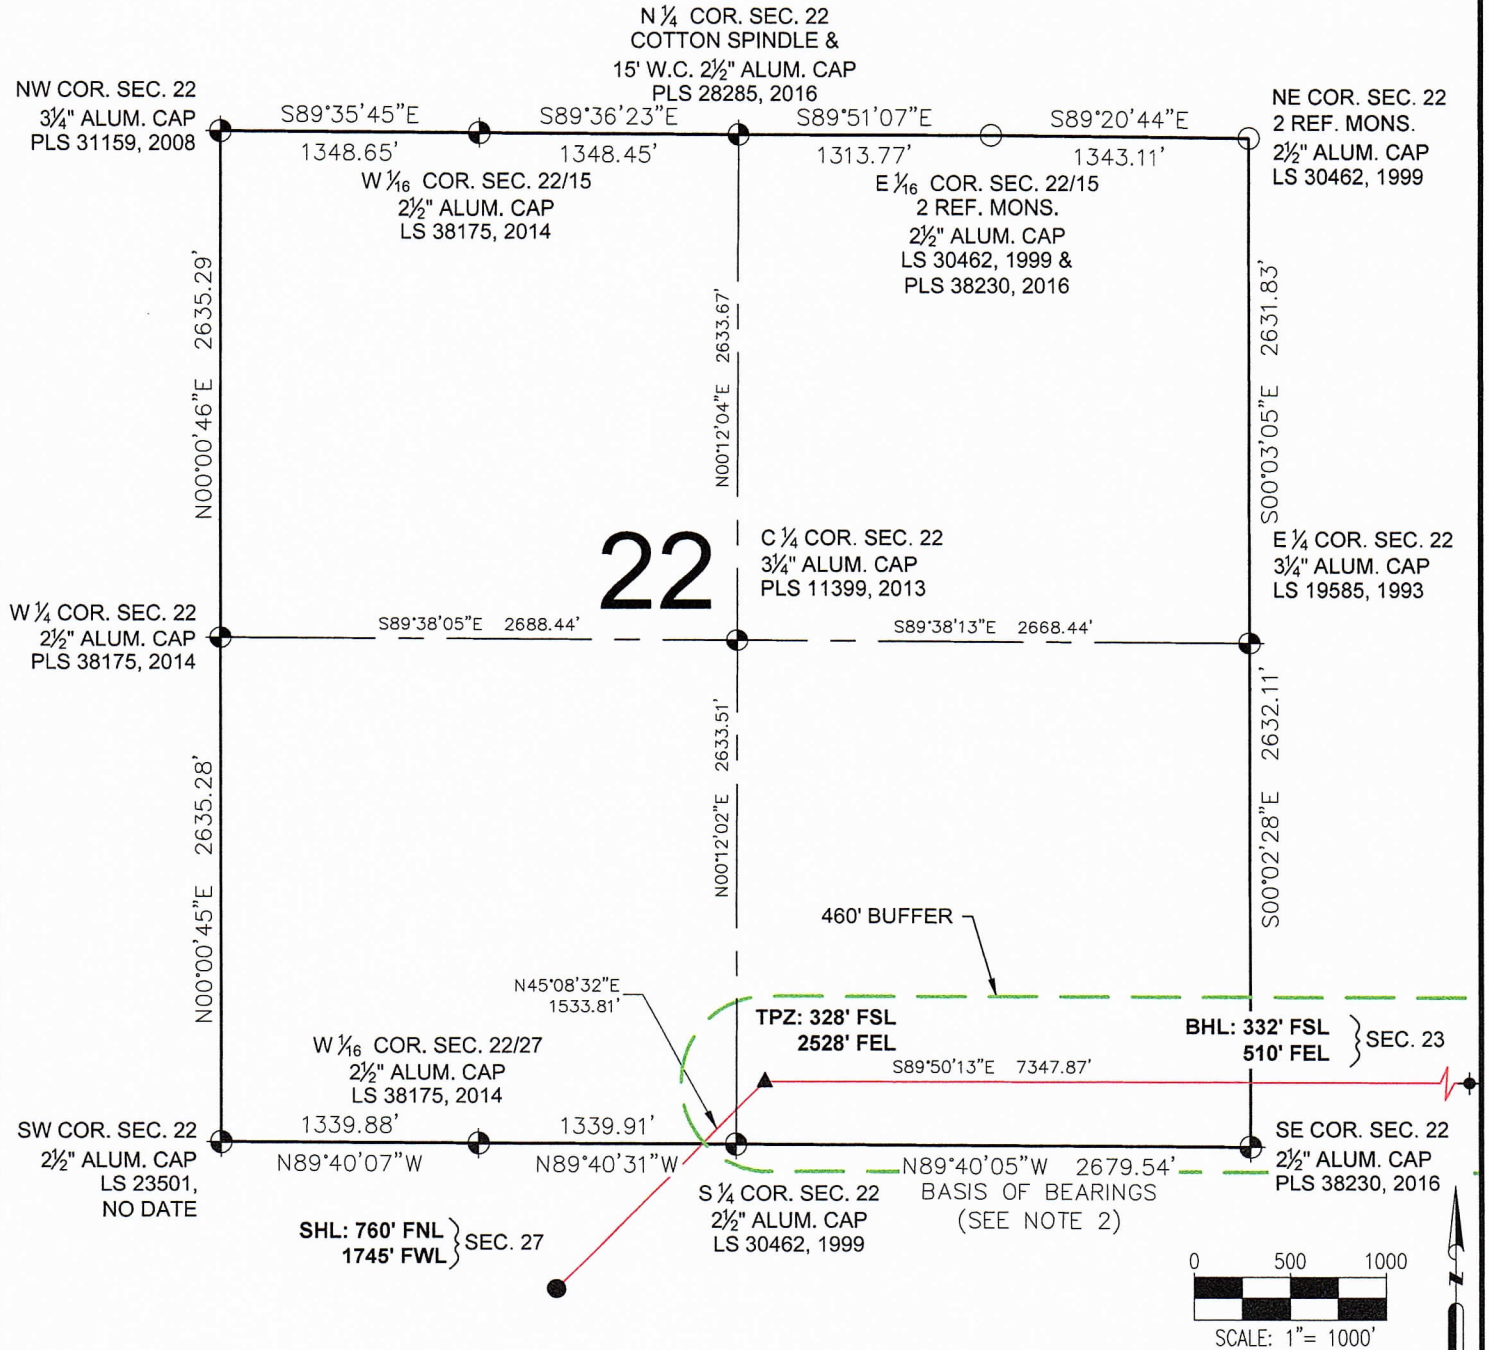 N ¼ COR. SEC. 22
COTTON SPINDLE &
15' W.C. 2½" ALUM. CAP
PLS 28285, 2016
NW COR. SEC. 22
3¼" ALUM. CAP
PLS 31159, 2008
S89°35'45"E
1348.65'
S89°36'23"E
1348.45'
S89°51'07"E
1313.77'
S89°20'44"E
1343.11'
NE COR. SEC. 22
2 REF. MONS.
2½" ALUM. CAP
LS 30462, 1999
W 1⁄16 COR. SEC. 22/15
2½" ALUM. CAP
LS 38175, 2014
E 1⁄16 COR. SEC. 22/15
2 REF. MONS.
2½" ALUM. CAP
LS 30462, 1999 &
PLS 38230, 2016
N00°00'46"E 2635.29'
N00°12'04"E 2633.67'
S00°03'05"E 2631.83'
22
C ¼ COR. SEC. 22
3¼" ALUM. CAP
PLS 11399, 2013
E ¼ COR. SEC. 22
3¼" ALUM. CAP
LS 19585, 1993
W ¼ COR. SEC. 22
2½" ALUM. CAP
PLS 38175, 2014
S89°38'05"E 2688.44'
S89°38'13"E 2668.44'
N00°00'45"E 2635.28'
N00°12'02"E 2633.51'
S00°02'28"E 2632.11'
460' BUFFER
N45°08'32"E
1533.81'
TPZ: 328' FSL
2528' FEL
BHL: 332' FSL
510' FEL
SEC. 23
S89°50'13"E 7347.87'
W 1⁄16 COR. SEC. 22/27
2½" ALUM. CAP
LS 38175, 2014
SW COR. SEC. 22
2½" ALUM. CAP
LS 23501,
NO DATE
1339.88'
N89°40'07"W
1339.91'
N89°40'31"W
N89°40'05"W 2679.54'
BASIS OF BEARINGS
(SEE NOTE 2)
SE COR. SEC. 22
2½" ALUM. CAP
PLS 38230, 2016
S ¼ COR. SEC. 22
2½" ALUM. CAP
LS 30462, 1999
SHL: 760' FNL
1745' FWL
SEC. 27
0 500 1000
SCALE: 1"= 1000'
N